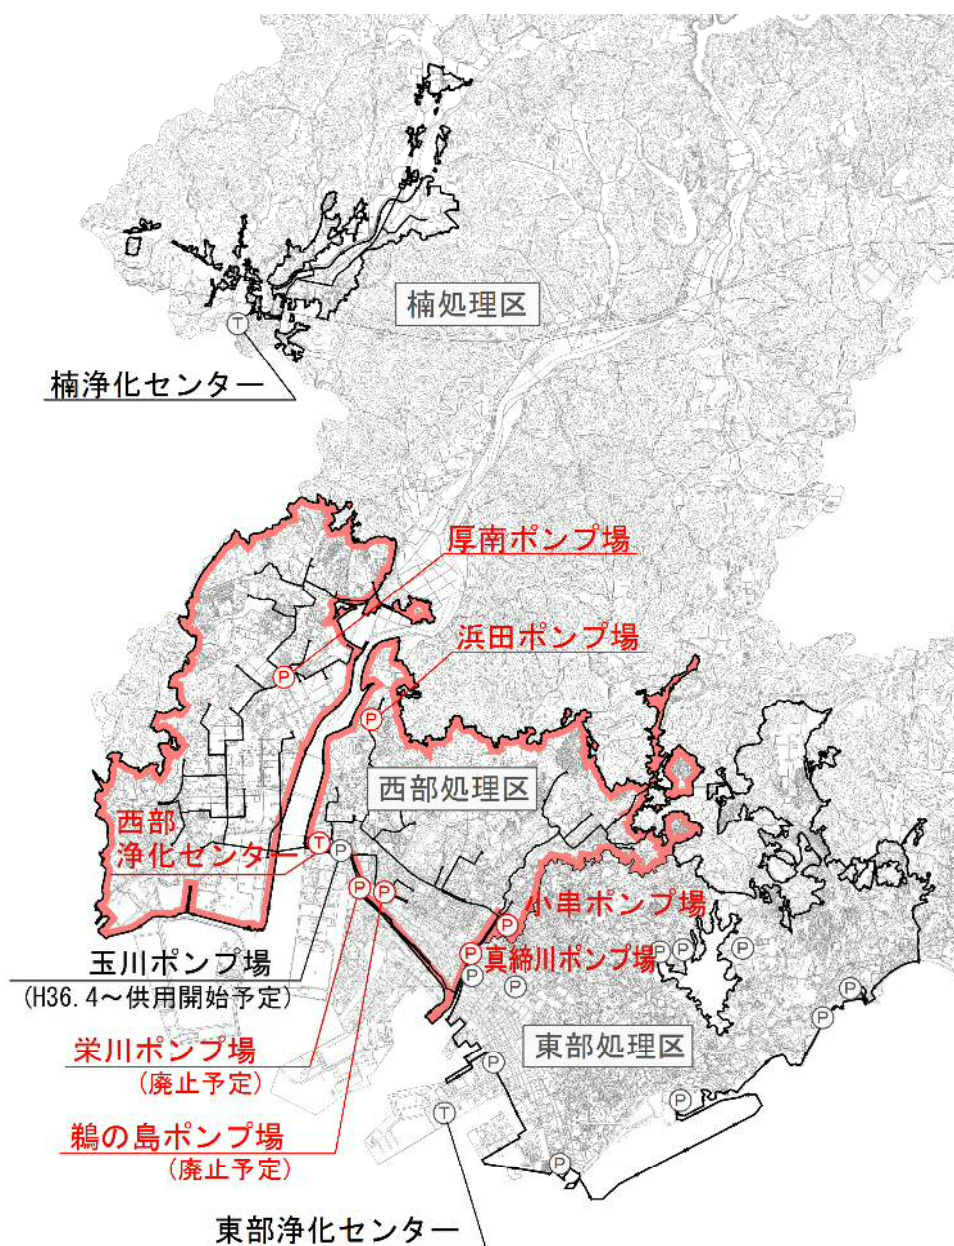 楠処理区
T
楠浄化センター
厚南ポンプ場
浜田ポンプ場
P
P
西部処理区
西部
浄化センター
T
P
P
P
小串ポンプ場
P
真締川ポンプ場
P
P
P
P
P
P
P
P
玉川ポンプ場
(H36.4～供用開始予定)
東部処理区
栄川ポンプ場
(廃止予定)
P
P
T
鵜の島ポンプ場
(廃止予定)
P
東部浄化センター